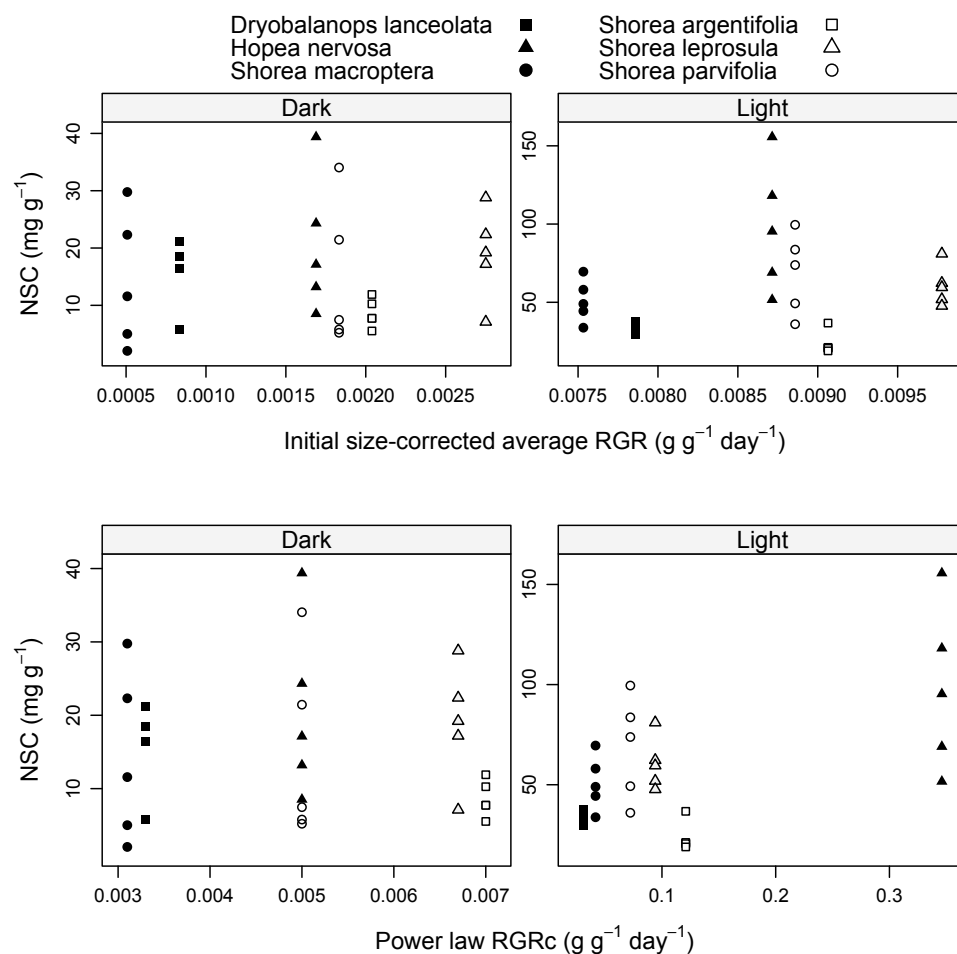 Dryobalanops lanceolata
Hopea nervosa
Shorea macroptera
Shorea argentifolia
Shorea leprosula
Shorea parvifolia
Dark
Light
NSC (mg g⁻¹)
40
30
20
10
150
100
50
0.0005 0.0010 0.0015 0.0020 0.0025
0.0075 0.0080 0.0085 0.0090 0.0095
Initial size-corrected average RGR (g g⁻¹ day⁻¹)
Dark
Light
NSC (mg g⁻¹)
40
30
20
10
150
100
50
0.003 0.004 0.005 0.006 0.007
0.1 0.2 0.3
Power law RGRc (g g⁻¹ day⁻¹)